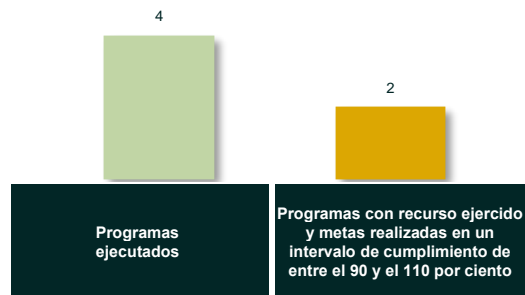 4
2
Programas
ejecutados
Programas con recurso ejercido
y metas realizadas en un
intervalo de cumplimiento de
entre el 90 y el 110 por ciento